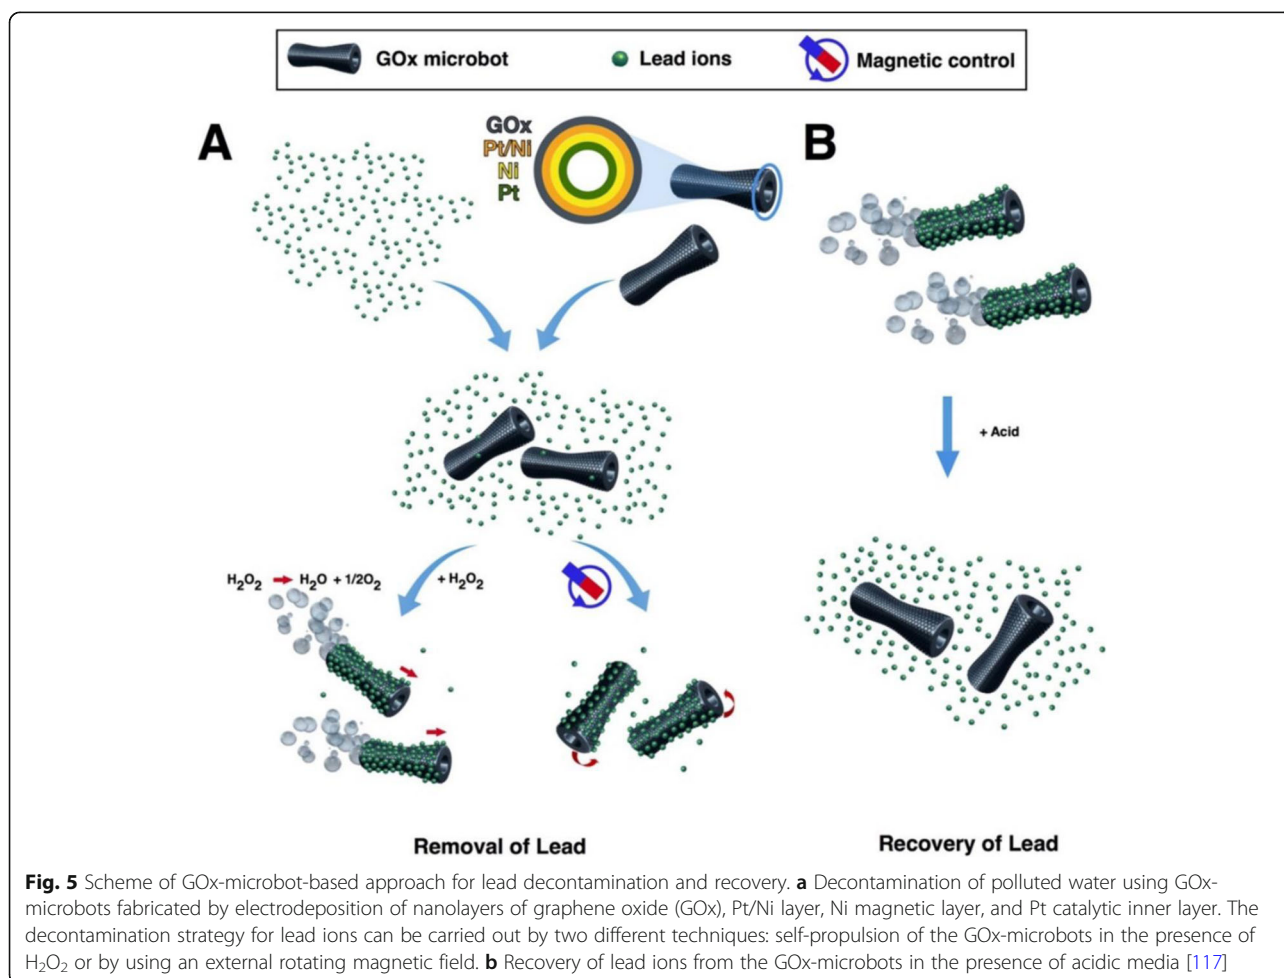 GOx microbot Lead ions Magnetic control
A
GOx
Pt/Ni
Ni
Pt
B
+ Acid
H₂O₂ → H₂O + 1/2O₂
+ H₂O₂
Removal of Lead
Recovery of Lead
Fig. 5 Scheme of GOx-microbot-based approach for lead decontamination and recovery. a Decontamination of polluted water using GOx-
microbots fabricated by electrodeposition of nanolayers of graphene oxide (GOx), Pt/Ni layer, Ni magnetic layer, and Pt catalytic inner layer. The
decontamination strategy for lead ions can be carried out by two different techniques: self-propulsion of the GOx-microbots in the presence of
H₂O₂ or by using an external rotating magnetic field. b Recovery of lead ions from the GOx-microbots in the presence of acidic media [117]